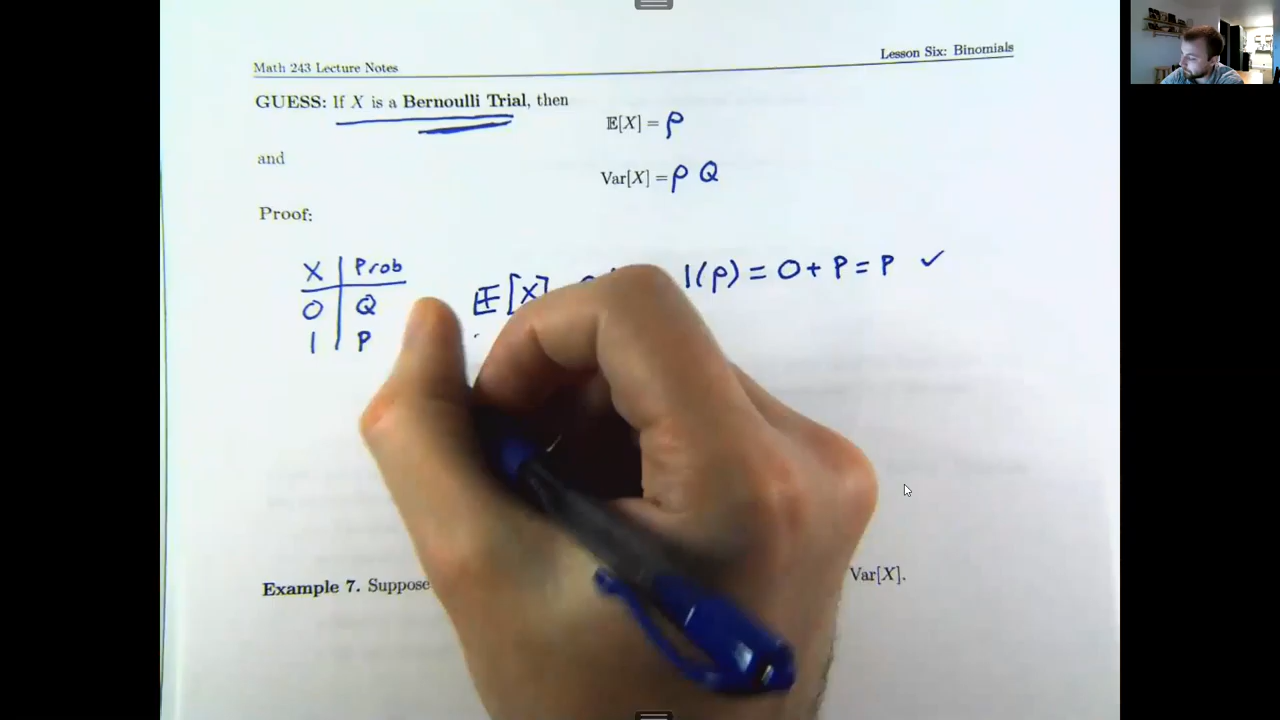 Math 243 Lecture Notes
Lesson Six: Binomials
GUESS: If X is a Bernoulli Trial, then
𝔼[X] = p
and
Var[X] = p Q
Proof:
X Prob
0 Q
1 P
𝔼[X] 1(p) = 0 + P = P ✓
Example 7. Suppose
Var[X].